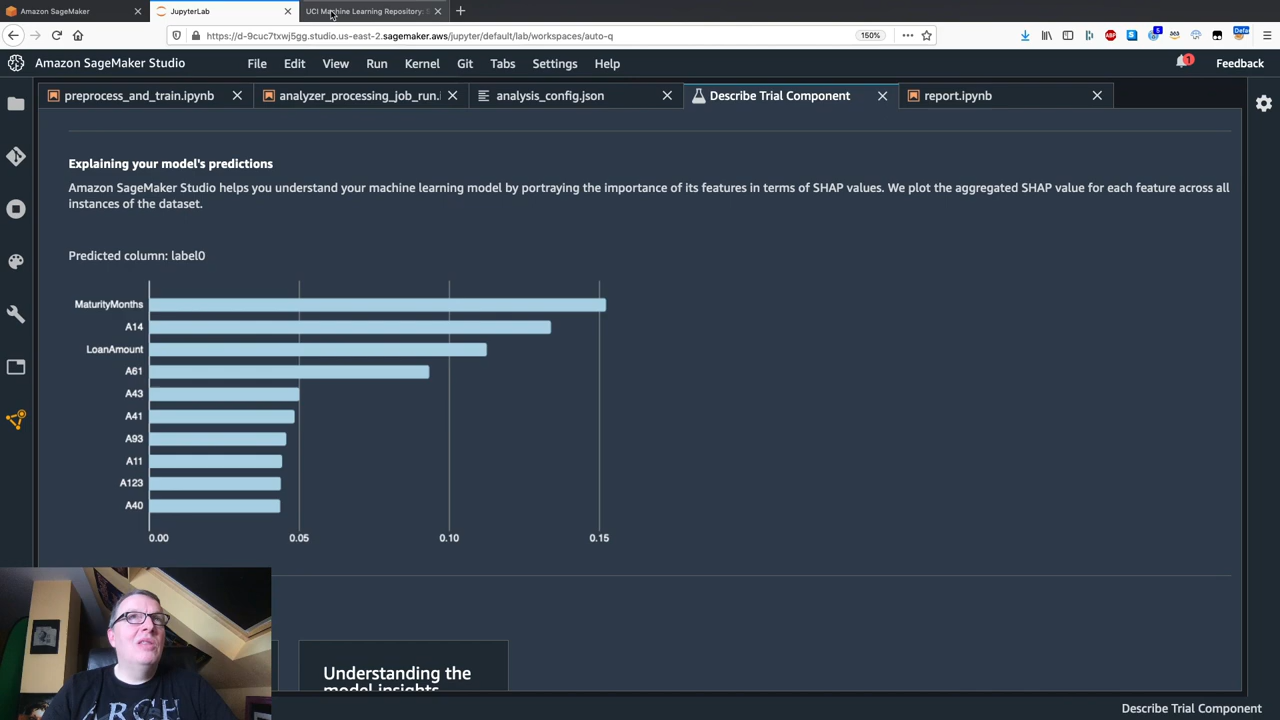 Amazon SageMaker
JupyterLab
UCI Machine Learning Repository:
https://d-9cuc7txwj5gg.studio.us-east-2.sagemaker.aws/jupyter/default/lab/workspaces/auto-q
150%
Amazon SageMaker Studio
File Edit View Run Kernel Git Tabs Settings Help
1
Feedback
preprocess_and_train.ipynb
analyzer_processing_job_run.i
analysis_config.json
Describe Trial Component
report.ipynb
Explaining your model's predictions
Amazon SageMaker Studio helps you understand your machine learning model by portraying the importance of its features in terms of SHAP values. We plot the aggregated SHAP value for each feature across all
instances of the dataset.
Predicted column: label0
MaturityMonths
A14
LoanAmount
A61
A43
A41
A93
A11
A123
A40
0.00 0.05 0.10 0.15
Understanding the
model insights
ARCH
Describe Trial Component